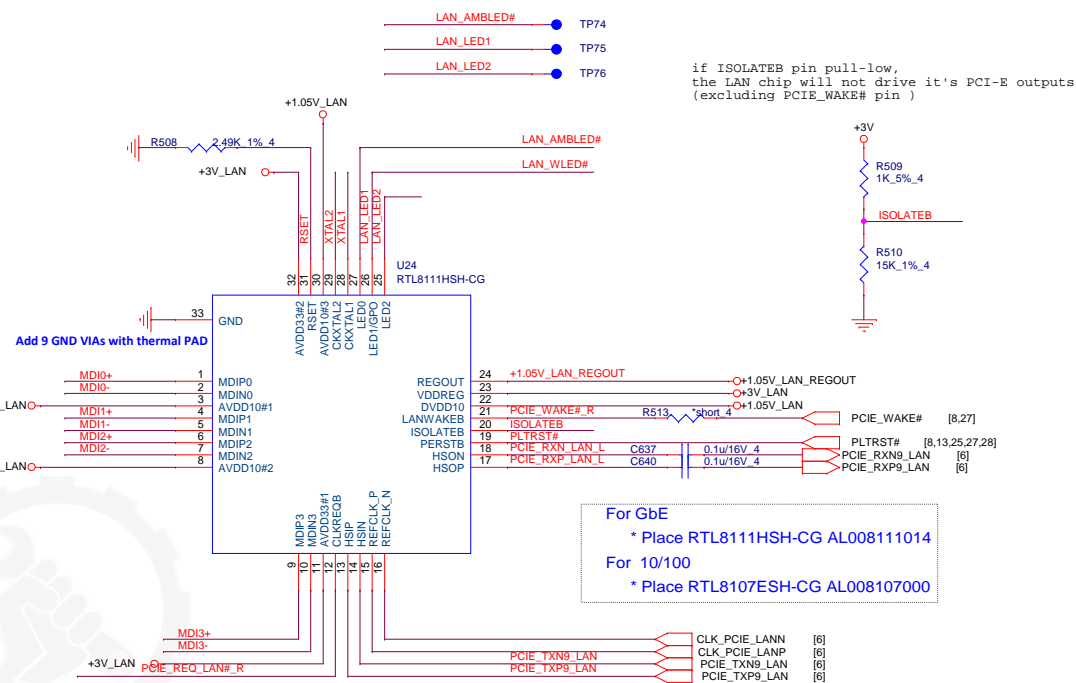 LAN_AMBLED#
TP74
LAN_LED1
TP75
LAN_LED2
TP76
if ISOLATEB pin pull-low,
the LAN chip will not drive it's PCI-E outputs
(excluding PCIE_WAKE# pin )
+1.05V_LAN
R508
2.49K_1%_4
+3V_LAN
LAN_AMBLED#
LAN_WLED#
+3V
R509
1K_5%_4
ISOLATEB
R510
15K_1%_4
RSET
XTAL2
XTAL1
LAN_LED1
LAN_LED2
U24
RTL8111HSH-CG
32
31
30
29
28
27
26
25
AVDD33#2
RSET
AVDD10#3
CKXTAL2
CKXTAL1
LED0
LED1/GPO
LED2
33
GND
Add 9 GND VIAs with thermal PAD
MDI0+ 1 MDIP0
MDI0- 2 MDIN0
_LAN 3 AVDD10#1
MDI1+ 4 MDIP1
MDI1- 5 MDIN1
MDI2+ 6 MDIP2
MDI2- 7 MDIN2
_LAN 8 AVDD10#2
REGOUT 24 +1.05V_LAN_REGOUT +1.05V_LAN_REGOUT
VDDREG 23 +3V_LAN
DVDD10 22 +1.05V_LAN
LANWAKEB 21 PCIE_WAKE#_R R513 *short_4 PCIE_WAKE# [8,27]
ISOLATEB 20 ISOLATEB
PERSTB 19 PLTRST# PLTRST# [8,13,25,27,28]
HSON 18 PCIE_RXN_LAN_L C637 0.1u/16V_4 PCIE_RXN9_LAN [6]
HSOP 17 PCIE_RXP_LAN_L C640 0.1u/16V_4 PCIE_RXP9_LAN [6]
MDIP3
MDIN3
AVDD33#1
CLKREQB
HSIP
HSIN
REFCLK_P
REFCLK_N
9
10
11
12
13
14
15
16
For GbE
* Place RTL8111HSH-CG AL008111014
For 10/100
* Place RTL8107ESH-CG AL008107000
MDI3+
MDI3-
+3V_LAN
PCIE_REQ_LAN#_R
CLK_PCIE_LANN [6]
CLK_PCIE_LANP [6]
PCIE_TXN9_LAN PCIE_TXN9_LAN [6]
PCIE_TXP9_LAN PCIE_TXP9_LAN [6]